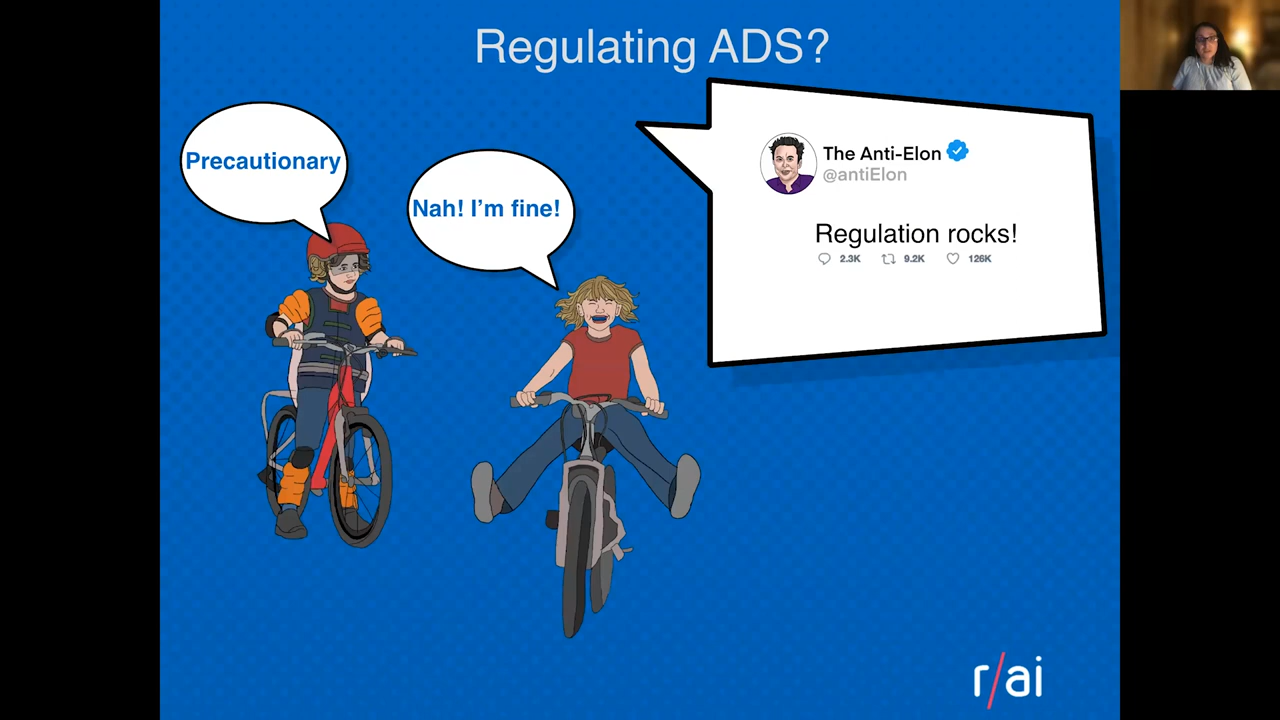 Regulating ADS?
Precautionary
Nah! I'm fine!
The Anti-Elon
@antiElon
Regulation rocks!
2.3K 9.2K 126K
r/ai